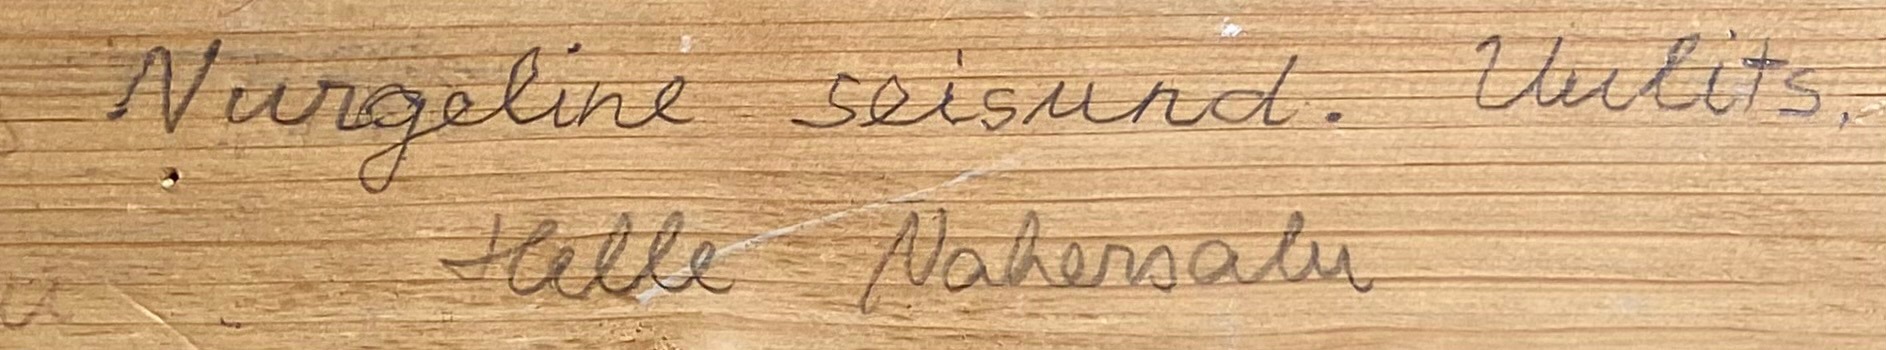 Nurgeline seisund. Uulits,
Helle Nahersalu